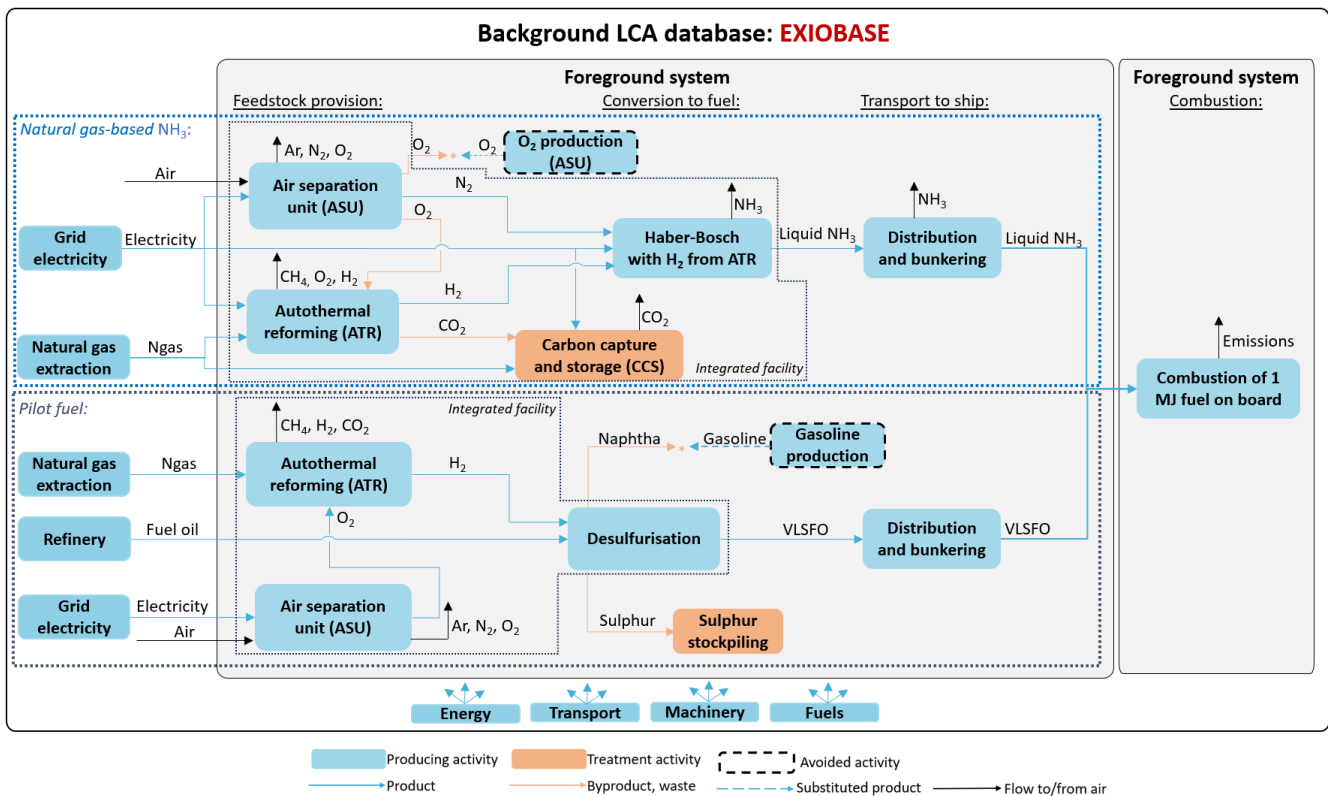 Background LCA database: EXIOBASE
Foreground system
Feedstock provision:
Conversion to fuel:
Transport to ship:
Foreground system
Combustion:
Natural gas-based NH₃:
Ar, N₂, O₂
O₂
*
O₂
O₂ production
(ASU)
Air
Air separation
unit (ASU)
N₂
O₂
NH₃
NH₃
Grid
electricity
Electricity
Haber-Bosch
with H₂ from ATR
Liquid NH₃
Distribution
and bunkering
Liquid NH₃
CH₄, O₂, H₂
Autothermal
reforming (ATR)
H₂
CO₂
CO₂
Natural gas
extraction
Ngas
Carbon capture
and storage (CCS)
Integrated facility
Emissions
Combustion of 1
MJ fuel on board
Pilot fuel:
Integrated facility
CH₄, H₂, CO₂
Natural gas
extraction
Ngas
Autothermal
reforming (ATR)
H₂
Naphtha
*
Gasoline
Gasoline
production
O₂
Refinery
Fuel oil
Desulfurisation
VLSFO
Distribution
and bunkering
VLSFO
Grid
electricity
Electricity
Air
Air separation
unit (ASU)
Ar, N₂, O₂
Sulphur
Sulphur
stockpiling
Energy
Transport
Machinery
Fuels
Producing activity
Treatment activity
Avoided activity
Product
Byproduct, waste
Substituted product
Flow to/from air